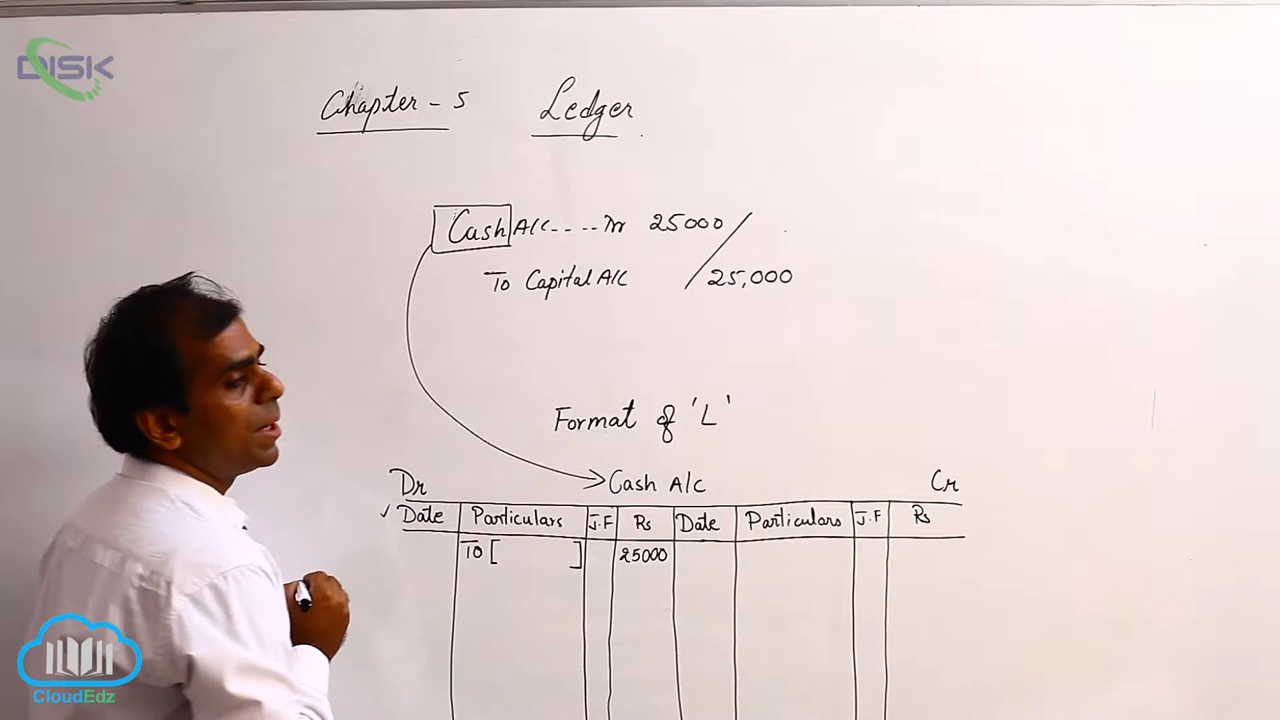 DISK
Chapter - 5 Ledger
Cash A/C - - - - Dr 25000
To Capital A/C 25,000
Format of 'L'
Dr Cash A/c Cr
Date Particulars J.F Rs Date Particulars J.F Rs
To [ ] 25000
CloudEdz